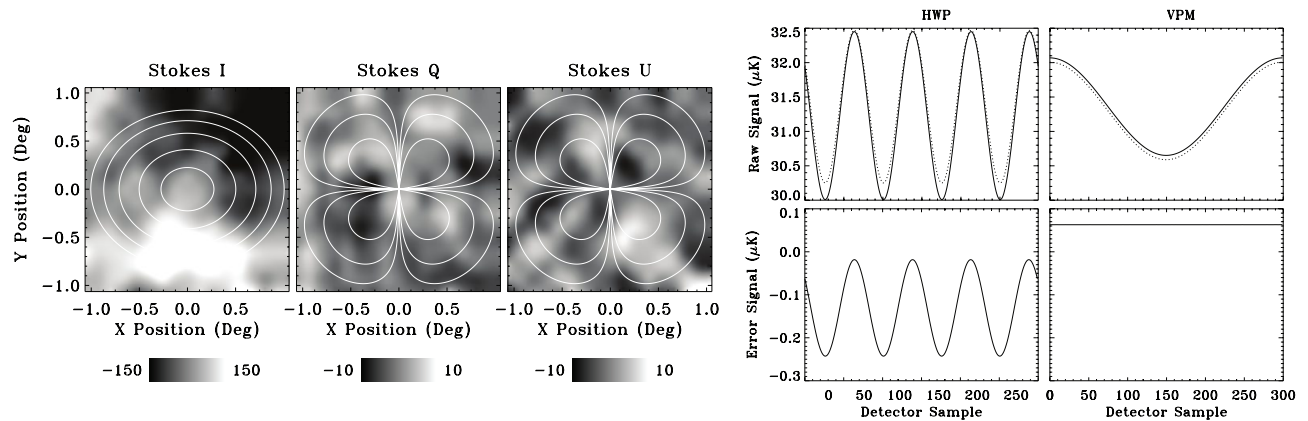 Stokes I Stokes Q Stokes U
1.0
0.5
0.0
−0.5
−1.0
Y Position (Deg)
−1.0 −0.5 0.0 0.5 −1.0 −0.5 0.0 0.5 −1.0 −0.5 0.0 0.5 1.0
X Position (Deg) X Position (Deg) X Position (Deg)
−150 150 −10 10 −10 10
HWP VPM
32.5
32.0
31.5
31.0
30.5
30.0
Raw Signal (μK)
0.1
0.0
−0.1
−0.2
−0.3
Error Signal (μK)
0 50 100 150 200 250 0 50 100 150 200 250 300
Detector Sample Detector Sample